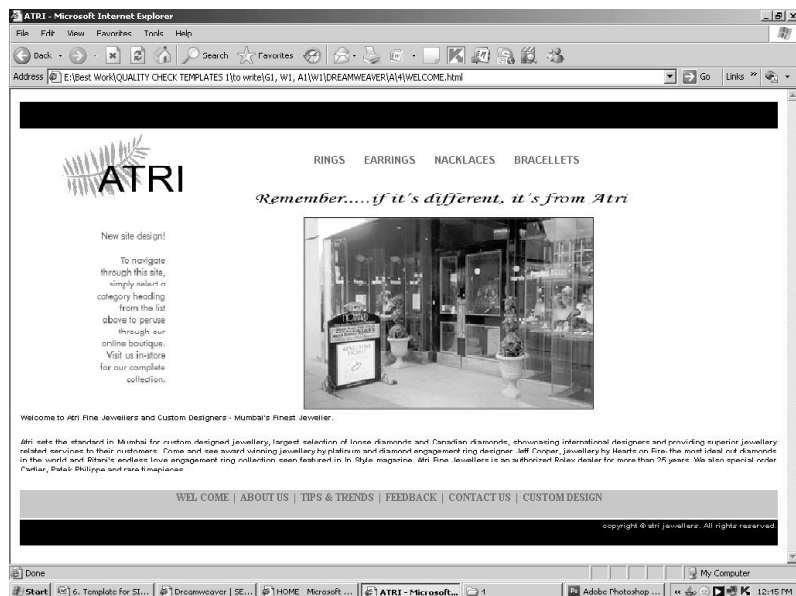 ATRI - Microsoft Internet Explorer
File Edit View Favorites Tools Help
Back Search Favorites
Address E:\Best Work\QUALITY CHECK TEMPLATES 1\to write\G1, W1, A1\W1\DREAMWEAVER\A\4\WELCOME.html Go Links »
ATRI
RINGS EARRINGS NACKLACES BRACELLETS
Remember.....if it's different, it's from Atri
New site design!
To navigate
through this site,
simply select a
category heading
from the list
above to peruse
through our
online boutique.
Visit us in-store
for our complete
collection.
Welcome to Atri Fine Jewellers and Custom Designers - Mumbai's Finest Jeweller.
Atri sets the standard in Mumbai for custom designed jewellery, largest selection of loose diamonds and Canadian diamonds, showcasing international designers and providing superior jewellery
related services to their customers. Come and see award winning jewellery by platinum and diamond engagement ring designer Jeff Cooper, jewellery by Hearts on Fire-the most ideal cut diamonds
in the world and Ritani's endless love engagement ring collection seen featured in In Style magazine. Atri Fine Jewellers is an authorized Rolex dealer for more than 25 years. We also special order
Cartier, Patek Philippe and rare timepieces
WEL COME | ABOUT US | TIPS & TRENDS | FEEDBACK | CONTACT US | CUSTOM DESIGN
copyright @ atri jewellers. All rights reserved.
Done My Computer
Start 6. Template for SI... Dreamweaver | SE... HOME Microsoft ... ATRI - Microsoft... 4 Adobe Photoshop ... « 12:45 PM